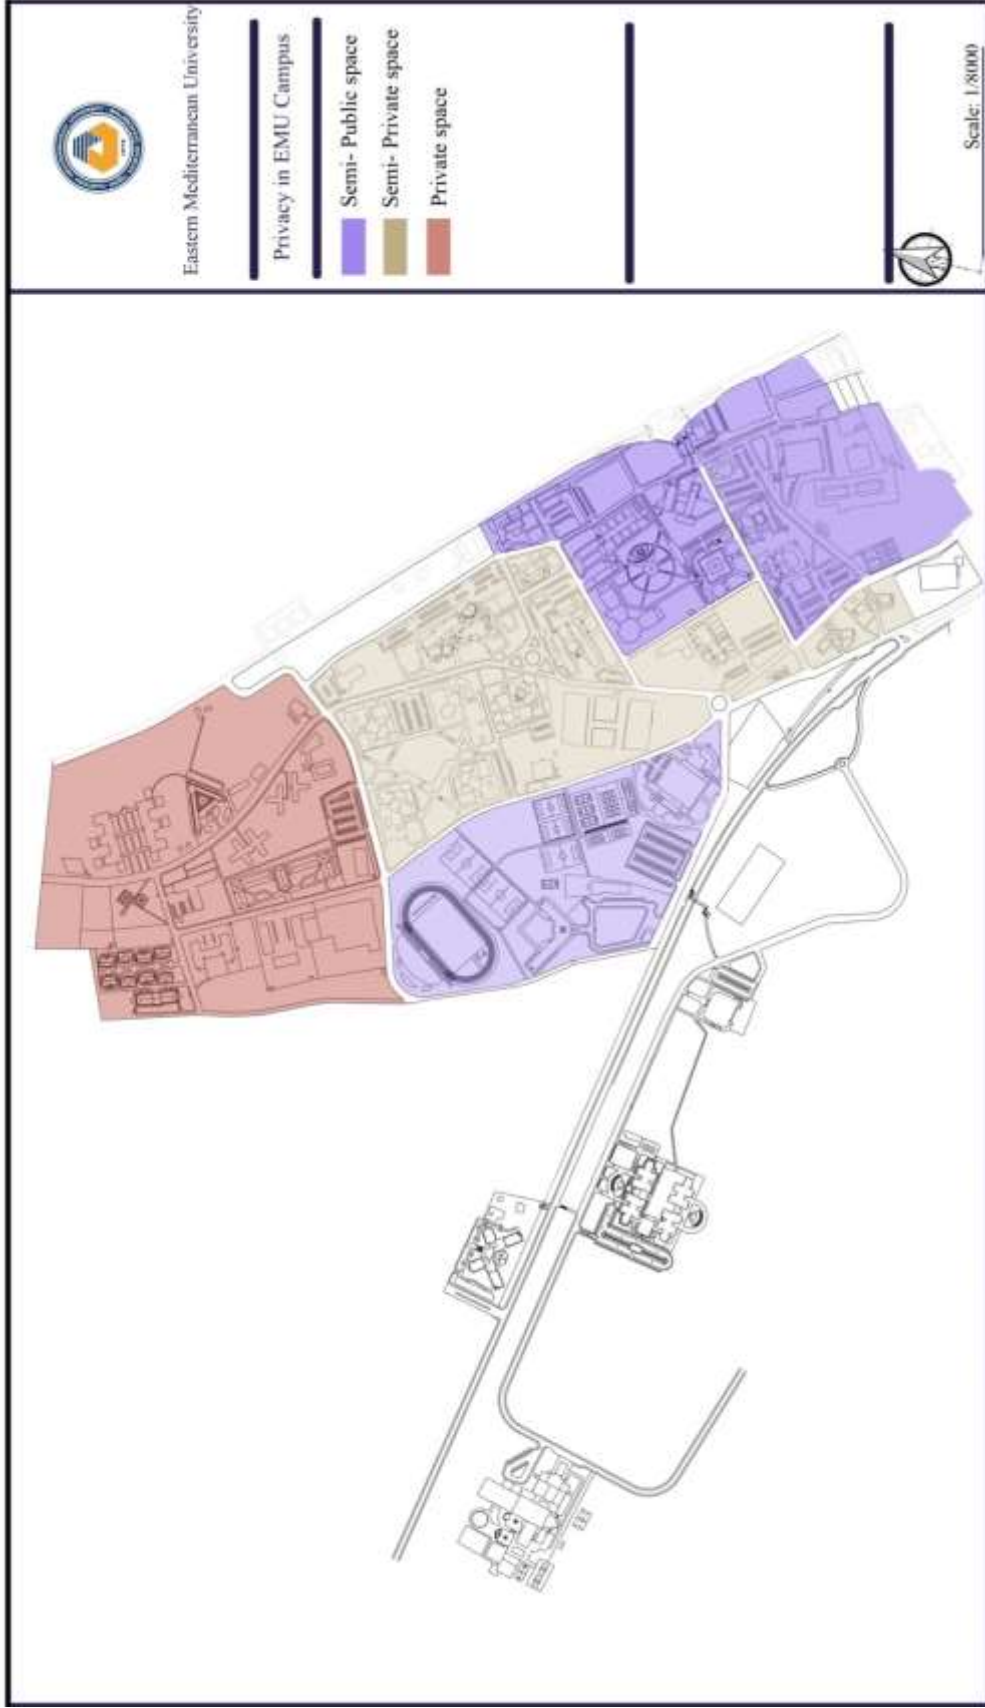 Eastern Mediterranean University
Privacy in EMU Campus
Semi- Public space
Semi- Private space
Private space
Scale: 1/8000